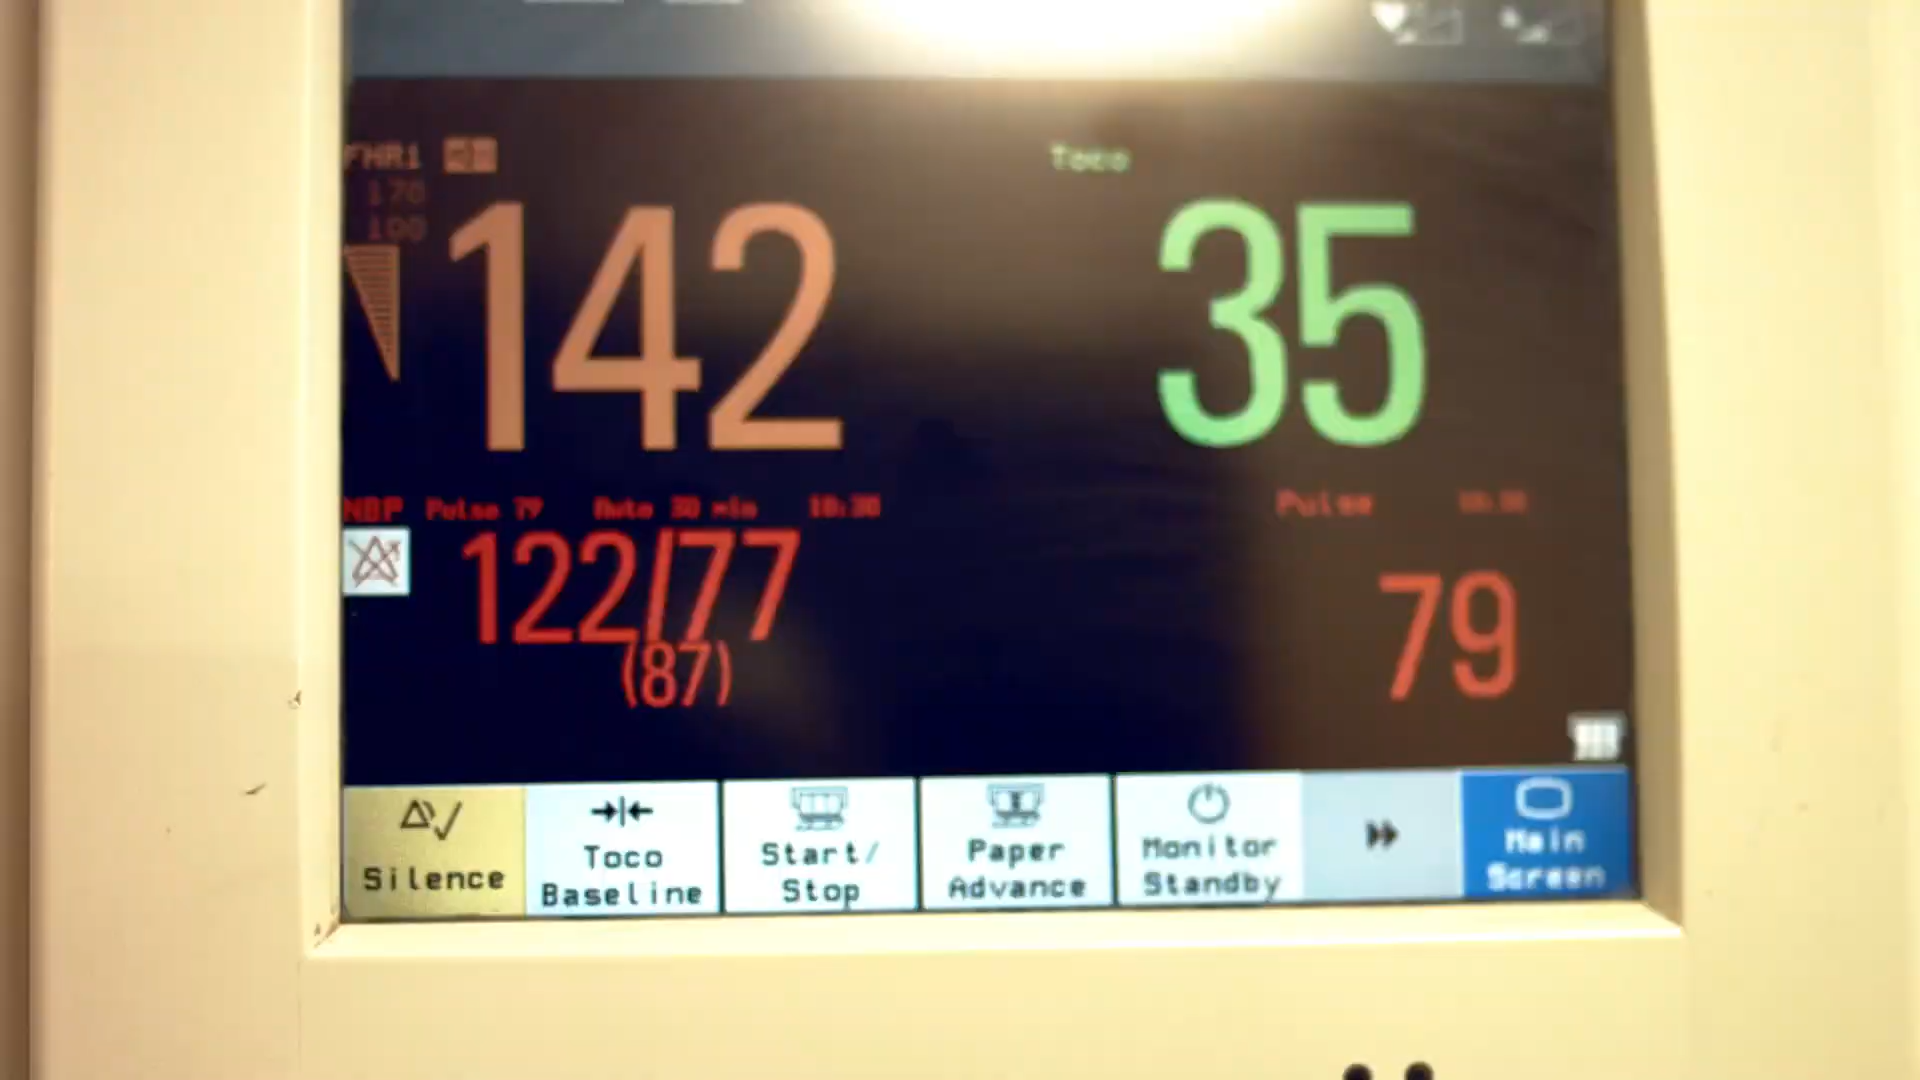 FHR1
Toco
170
100
142
35
NBP Pulse 79 Auto 30 min
Pulse
122/77
(87)
79
Silence
Toco Baseline
Start/ Stop
Paper Advance
Monitor Standby
Main Screen